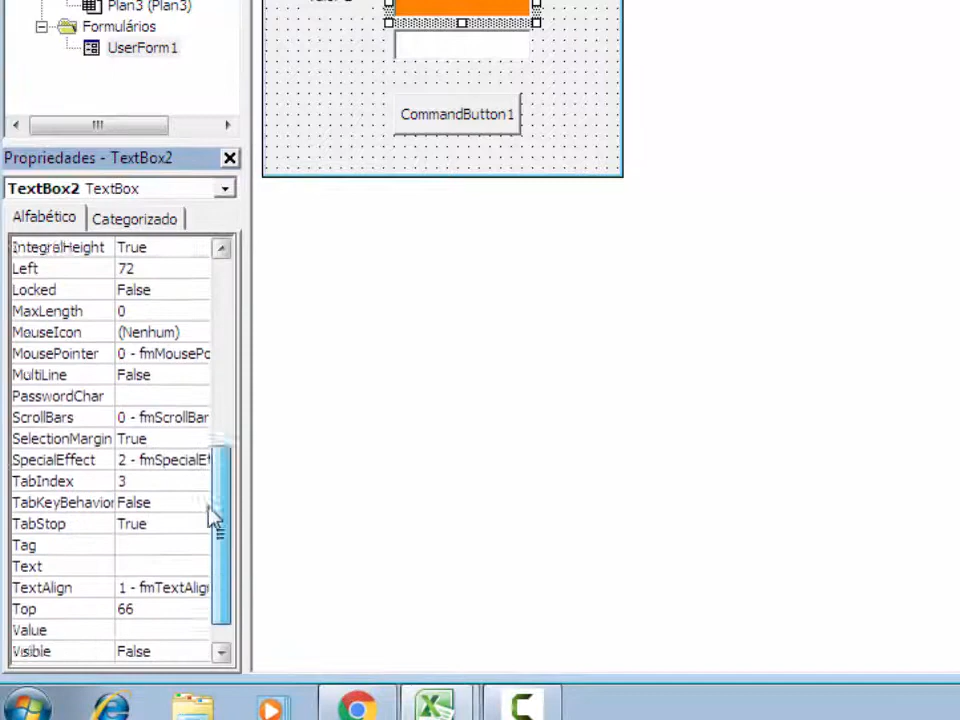 Plan3 (Plan3)
Formulários
UserForm1
CommandButton1
Propriedades - TextBox2
TextBox2 TextBox
Alfabético Categorizado
IntegralHeight True
Left 72
Locked False
MaxLength 0
MouseIcon (Nenhum)
MousePointer 0 - fmMousePo
MultiLine False
PasswordChar
ScrollBars 0 - fmScrollBar
SelectionMargin True
SpecialEffect 2 - fmSpecialEf
TabIndex 3
TabKeyBehavior False
TabStop True
Tag
Text
TextAlign 1 - fmTextAlig
Top 66
Value
Visible False